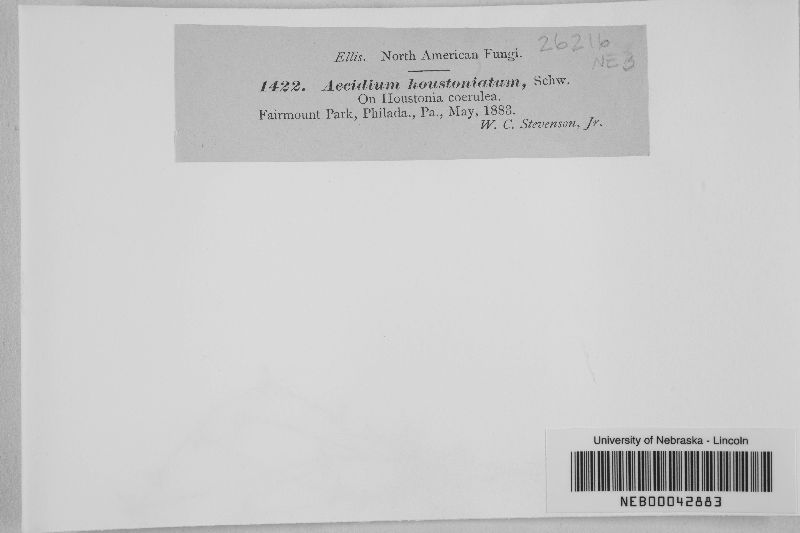 Ellis. North American Fungi.
26216
NEB
1422. Aecidium houstoniatum, Schw.
On Houstonia coerulea.
Fairmount Park, Philada., Pa., May, 1883.
W. C. Stevenson, Jr.
University of Nebraska - Lincoln
NEB00042883